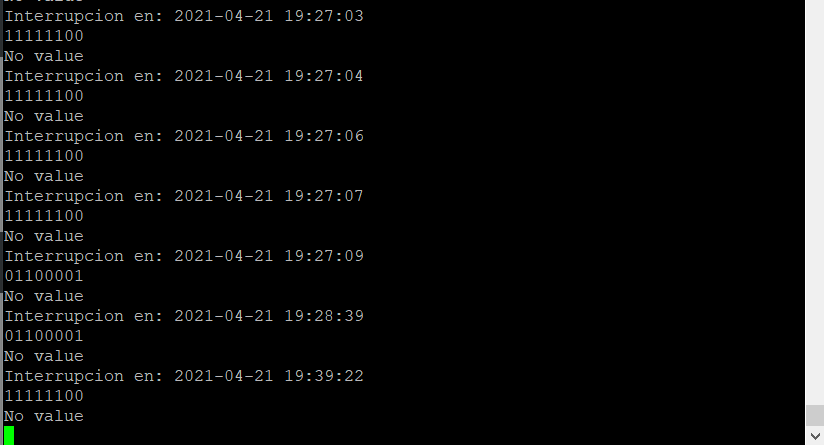 No value
Interrupcion en: 2021-04-21 19:27:03
11111100
No value
Interrupcion en: 2021-04-21 19:27:04
11111100
No value
Interrupcion en: 2021-04-21 19:27:06
11111100
No value
Interrupcion en: 2021-04-21 19:27:07
11111100
No value
Interrupcion en: 2021-04-21 19:27:09
01100001
No value
Interrupcion en: 2021-04-21 19:28:39
01100001
No value
Interrupcion en: 2021-04-21 19:39:22
11111100
No value